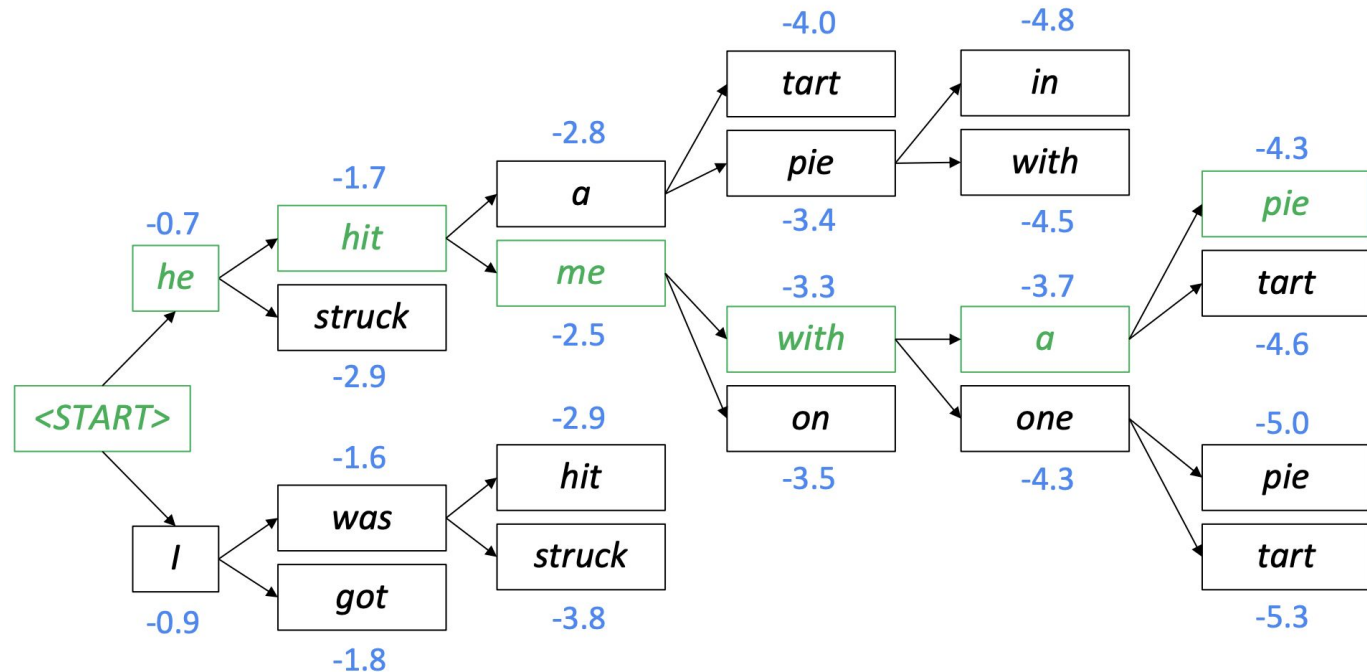 -4.0
-4.8
tart
in
-2.8
-4.3
a
pie
with
-1.7
pie
-0.7
hit
-3.4
-4.5
he
me
-3.3
-3.7
tart
struck
-2.5
with
a
-4.6
-2.9
<START>
-2.9
on
one
-5.0
-1.6
hit
-3.5
-4.3
pie
was
I
struck
tart
got
-0.9
-3.8
-5.3
-1.8